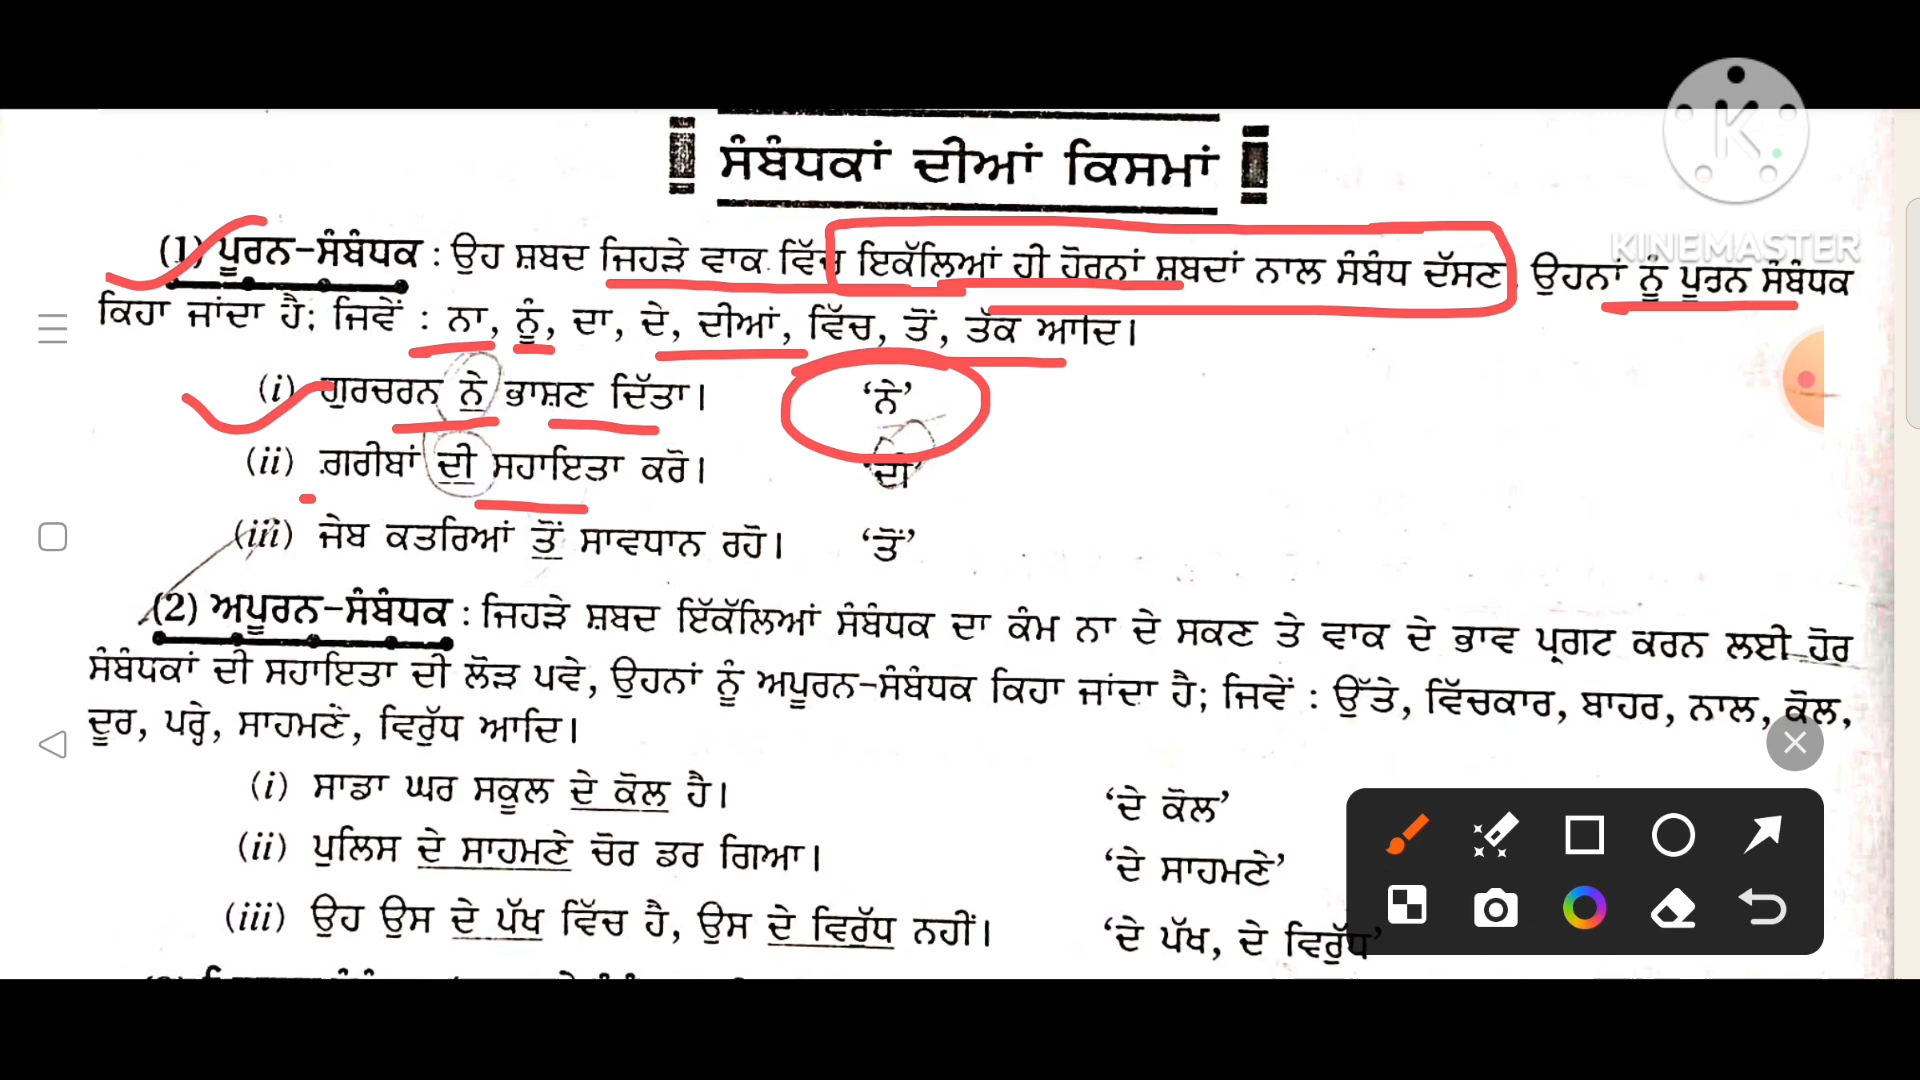 ਸੰਬੰਧਕਾਂ ਦੀਆਂ ਕਿਸਮਾਂ
KINEMASTER
(1) ਪੂਰਨ-ਸੰਬੰਧਕ : ਉਹ ਸ਼ਬਦ ਜਿਹੜੇ ਵਾਕ ਵਿੱਚ ਇਕੱਲਿਆਂ ਹੀ ਹੋਰਨਾਂ ਸ਼ਬਦਾਂ ਨਾਲ ਸੰਬੰਧ ਦੱਸਣ, ਉਹਨਾਂ ਨੂੰ ਪੂਰਨ ਸੰਬੰਧਕ
ਕਿਹਾ ਜਾਂਦਾ ਹੈ; ਜਿਵੇਂ : ਨਾ, ਨੂੰ, ਦਾ, ਦੇ, ਦੀਆਂ, ਵਿੱਚ, ਤੋਂ, ਤੱਕ ਆਦਿ।
(i) ਗੁਰਚਰਨ ਨੇ ਭਾਸ਼ਣ ਦਿੱਤਾ। ‘ਨੇ’
(ii) ਗ਼ਰੀਬਾਂ ਦੀ ਸਹਾਇਤਾ ਕਰੋ। ‘ਦੀ’
(iii) ਜੇਬ ਕਤਰਿਆਂ ਤੋਂ ਸਾਵਧਾਨ ਰਹੋ। ‘ਤੋਂ’
(2) ਅਪੂਰਨ-ਸੰਬੰਧਕ : ਜਿਹੜੇ ਸ਼ਬਦ ਇੱਕੱਲਿਆਂ ਸੰਬੰਧਕ ਦਾ ਕੰਮ ਨਾ ਦੇ ਸਕਣ ਤੇ ਵਾਕ ਦੇ ਭਾਵ ਪ੍ਰਗਟ ਕਰਨ ਲਈ ਹੋਰ
ਸੰਬੰਧਕਾਂ ਦੀ ਸਹਾਇਤਾ ਦੀ ਲੋੜ ਪਵੇ, ਉਹਨਾਂ ਨੂੰ ਅਪੂਰਨ-ਸੰਬੰਧਕ ਕਿਹਾ ਜਾਂਦਾ ਹੈ; ਜਿਵੇਂ : ਉੱਤੇ, ਵਿੱਚਕਾਰ, ਬਾਹਰ, ਨਾਲ, ਕੋਲ,
ਦੂਰ, ਪਰ੍ਹੇ, ਸਾਹਮਣੇ, ਵਿਰੁੱਧ ਆਦਿ।
(i) ਸਾਡਾ ਘਰ ਸਕੂਲ ਦੇ ਕੋਲ ਹੈ। ‘ਦੇ ਕੋਲ’
(ii) ਪੁਲਿਸ ਦੇ ਸਾਹਮਣੇ ਚੋਰ ਡਰ ਗਿਆ। ‘ਦੇ ਸਾਹਮਣੇ’
(iii) ਉਹ ਉਸ ਦੇ ਪੱਖ ਵਿੱਚ ਹੈ, ਉਸ ਦੇ ਵਿਰੁੱਧ ਨਹੀਂ। ‘ਦੇ ਪੱਖ, ਦੇ ਵਿਰੁੱਧ’